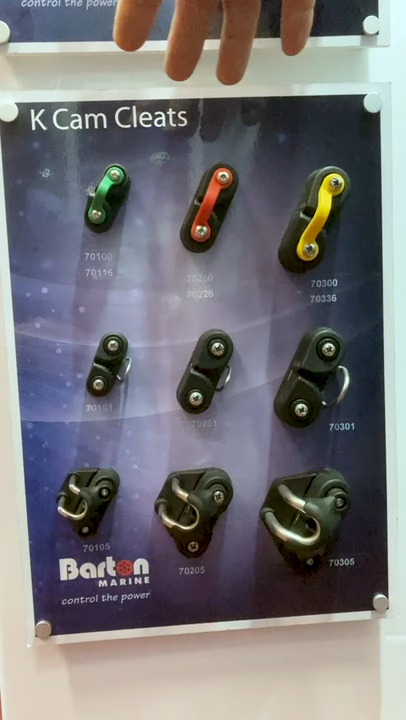 control the power
K Cam Cleats
70100
70116
70200
70226
70300
70336
70101
70201
70301
70105
70205
70305
Barton
MARINE
control the power